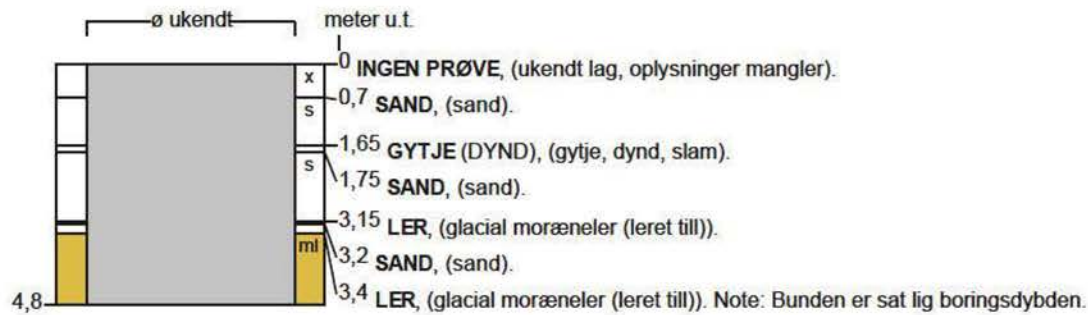 ø ukendt meter u.t.
0 INGEN PRØVE, (ukendt lag, oplysninger mangler).
x
0,7 SAND, (sand).
s
1,65 GYTJE (DYND), (gytje, dynd, slam).
s
1,75 SAND, (sand).
3,15 LER, (glacial moræneler (leret till)).
ml
3,2 SAND, (sand).
3,4 LER, (glacial moræneler (leret till)). Note: Bunden er sat lig boringsdybden.
4,8